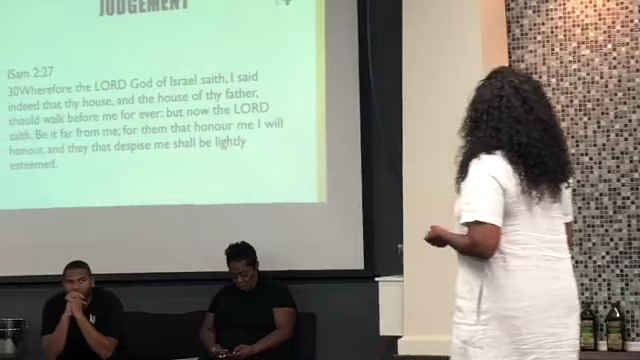 JUDGEMENT
ISam 2:27
30Wherefore the LORD God of Israel saith, I said
indeed that thy house, and the house of thy father,
should walk before me for ever: but now the LORD
saith, Be it far from me; for them that honour me I will
honour, and they that despise me shall be lightly
esteemed.